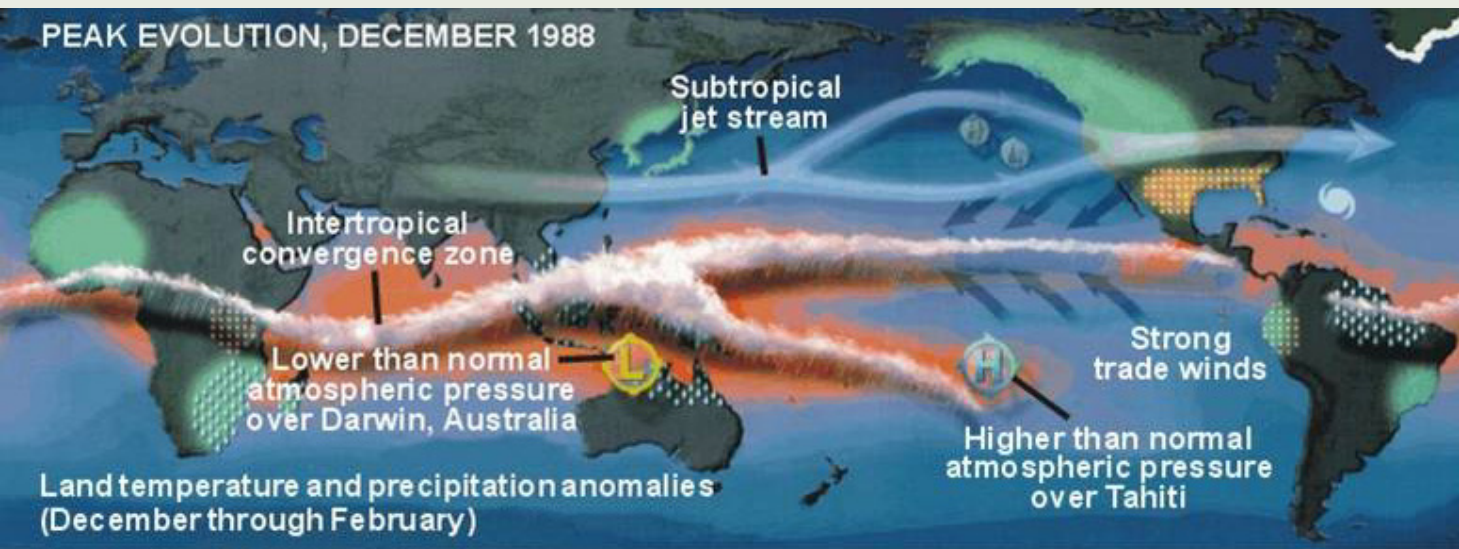 PEAK EVOLUTION, DECEMBER 1988
Subtropical
jet stream
Intertropical
convergence zone
Lower than normal
atmospheric pressure
over Darwin, Australia
L
H
Strong
trade winds
Higher than normal
atmospheric pressure
over Tahiti
Land temperature and precipitation anomalies
(December through February)